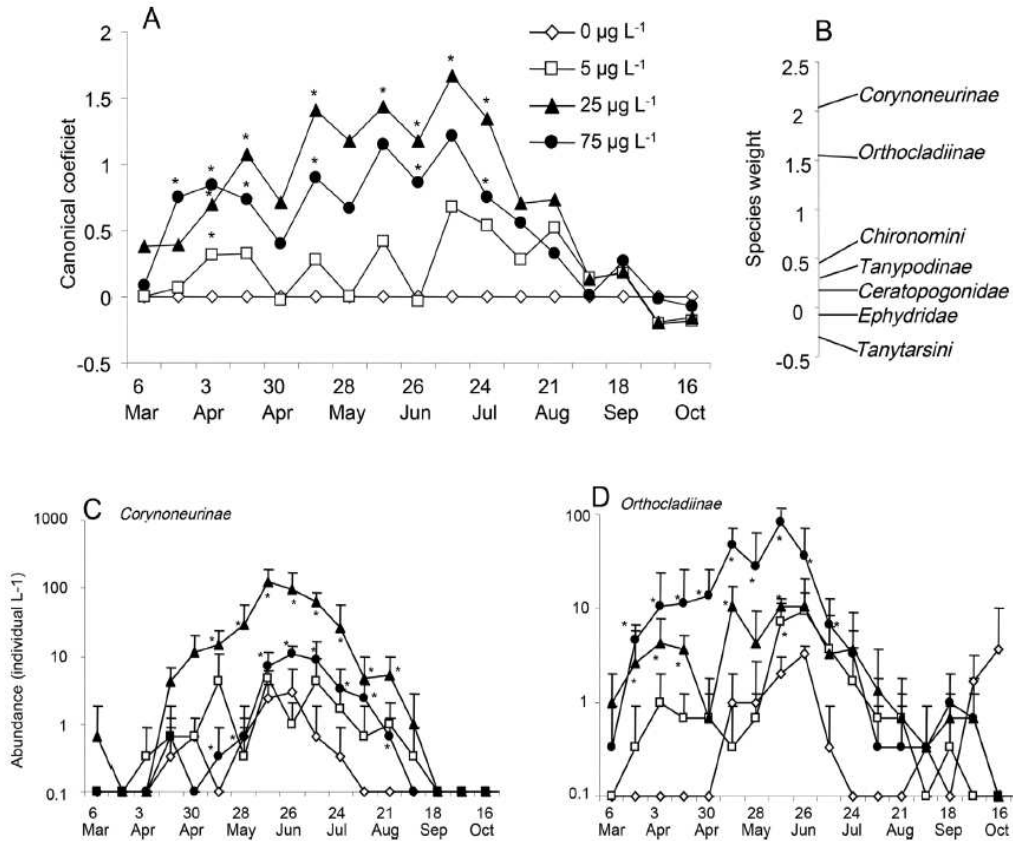 A
Canonical coeficiet
2
1.5
1
0.5
0
-0.5
* * * * * * * * * * * * * * *
0 µg L-1
5 µg L-1
25 µg L-1
75 µg L-1
6 3 30 28 26 24 21 18 16
Mar Apr Apr May Jun Jul Aug Sep Oct
B
Species weight
2.5
2
1.5
1
0.5
0
-0.5
Corynoneurinae
Orthocladiinae
Chironomini
Tanypodinae
Ceratopogonidae
Ephydridae
Tanytarsini
C Corynoneurinae
Abundance (individual L-1)
1000
100
10
1
0.1
6 3 30 28 26 24 21 18 16
Mar Apr Apr May Jun Jul Aug Sep Oct
D Orthocladiinae
100
10
1
0.1
6 3 30 28 26 24 21 18 16
Mar Apr Apr May Jun Jul Aug Sep Oct